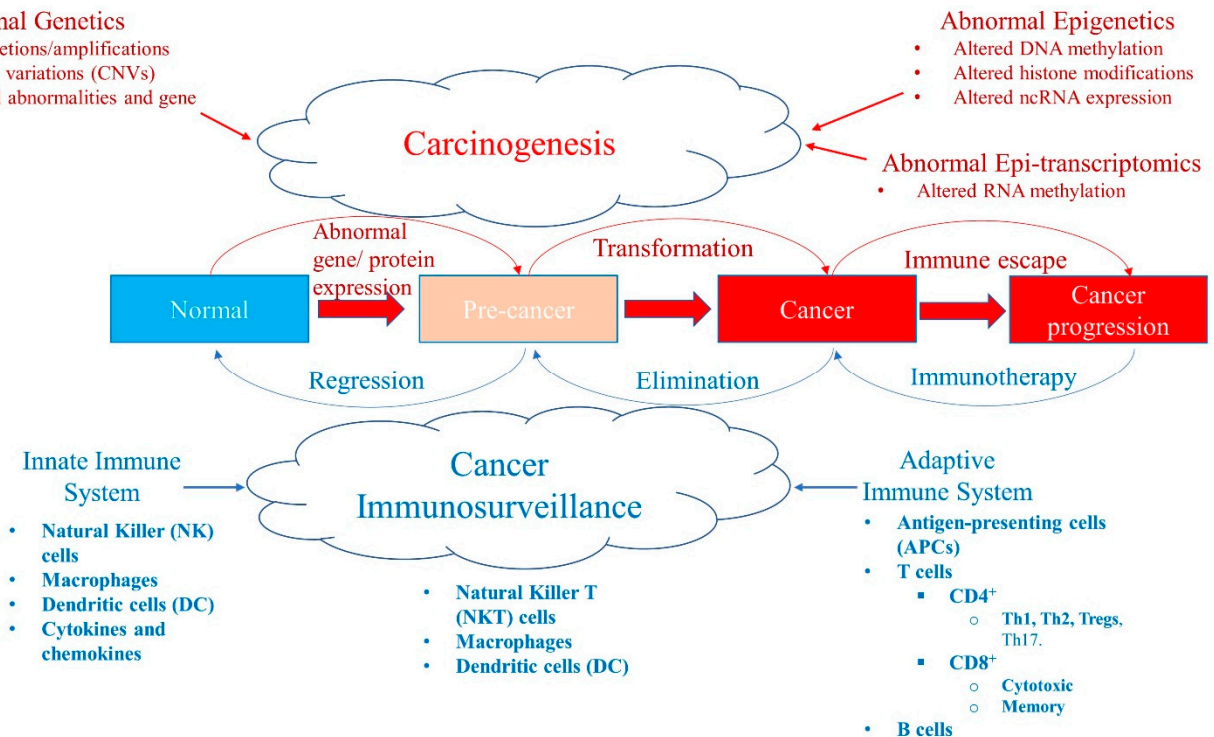 nal Genetics
etions/amplifications
variations (CNVs)
l abnormalities and gene
Abnormal Epigenetics
• Altered DNA methylation
• Altered histone modifications
• Altered ncRNA expression
Carcinogenesis
Abnormal Epi-transcriptomics
• Altered RNA methylation
Abnormal
gene/ protein
expression
Transformation
Immune escape
Normal
Pre-cancer
Cancer
Cancer
progression
Regression
Elimination
Immunotherapy
Innate Immune
System
• Natural Killer (NK)
cells
• Macrophages
• Dendritic cells (DC)
• Cytokines and
chemokines
Cancer
Immunosurveillance
• Natural Killer T
(NKT) cells
• Macrophages
• Dendritic cells (DC)
Adaptive
Immune System
• Antigen-presenting cells
(APCs)
• T cells
▪ CD4⁺
○ Th1, Th2, Tregs,
Th17.
▪ CD8⁺
○ Cytotoxic
○ Memory
• B cells